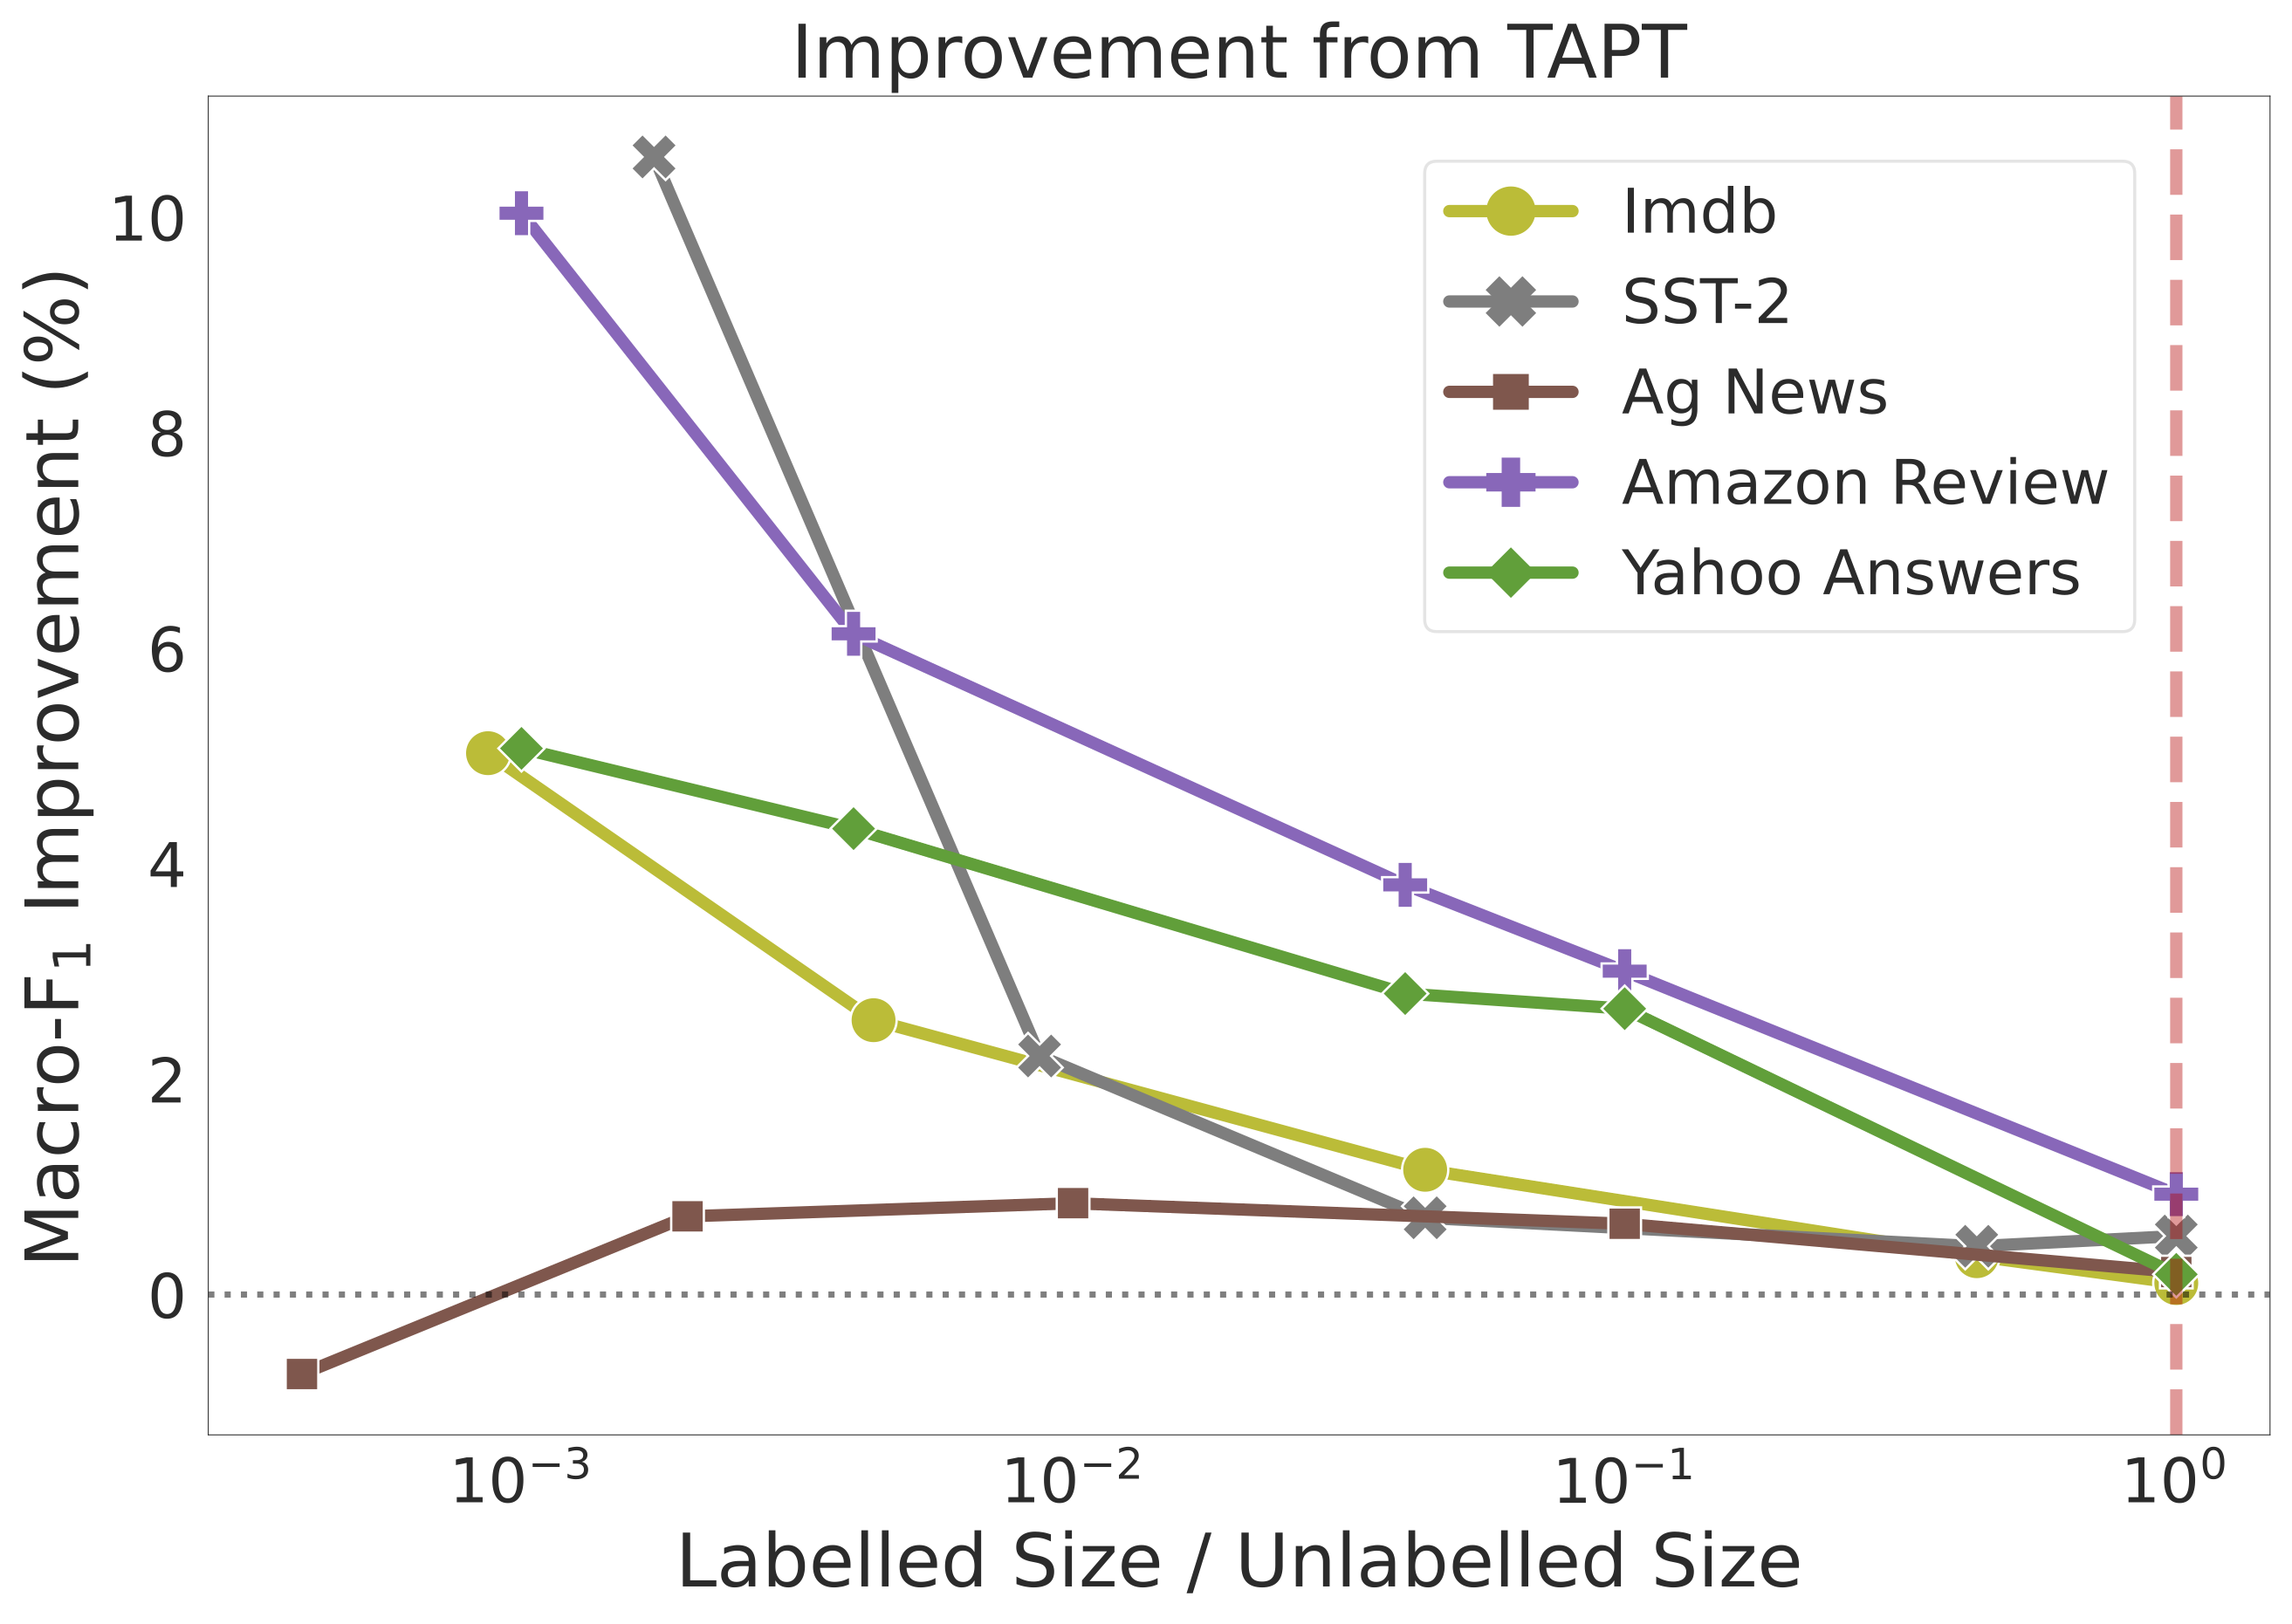 Improvement from TAPT
Macro-F₁ Improvement (%)
10
8
6
4
2
0
Imdb
SST-2
Ag News
Amazon Review
Yahoo Answers
10⁻³
10⁻²
10⁻¹
10⁰
Labelled Size / Unlabelled Size